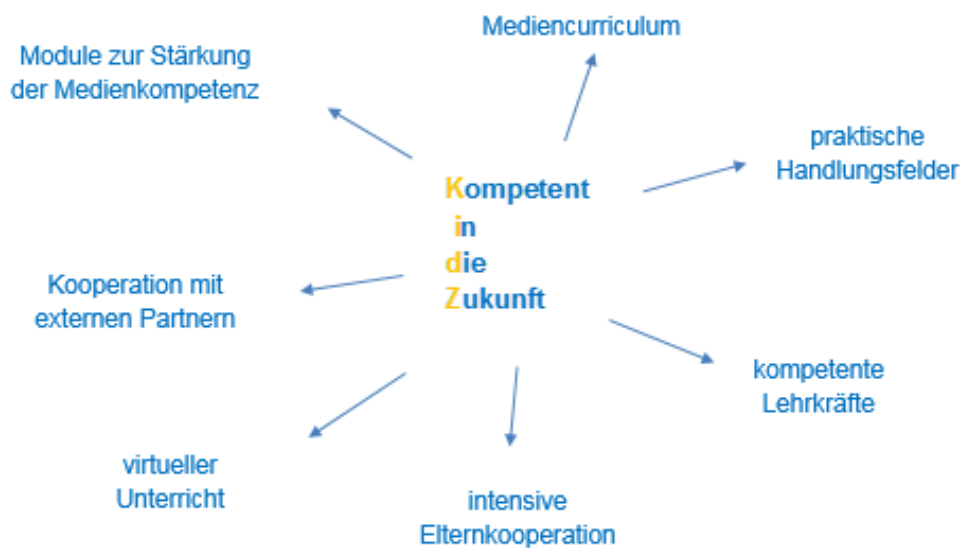 Mediencurriculum
Module zur Stärkung
der Medienkompetenz
praktische
Handlungsfelder
Kompetent
in
die
Zukunft
Kooperation mit
externen Partnern
kompetente
Lehrkräfte
virtueller
Unterricht
intensive
Elternkooperation